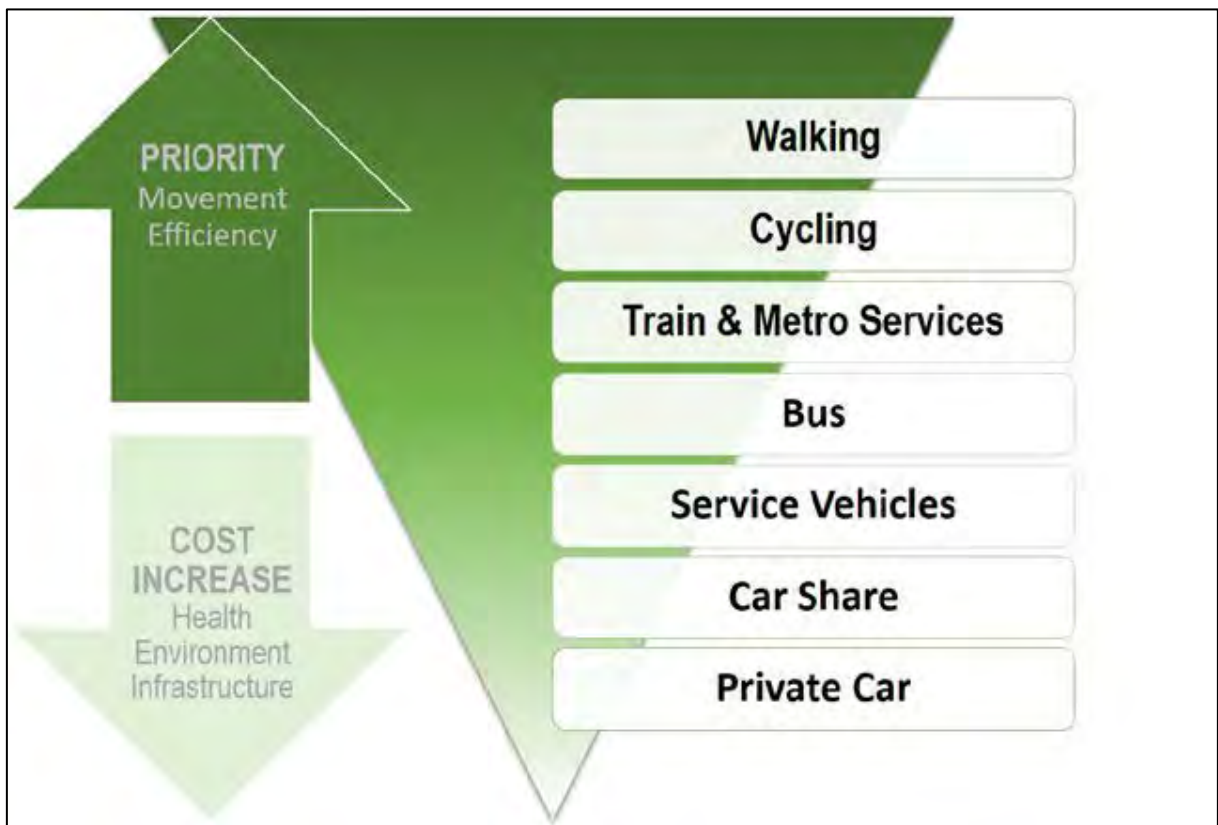 PRIORITY
Movement
Efficiency
COST
INCREASE
Health
Environment
Infrastructure
Walking
Cycling
Train & Metro Services
Bus
Service Vehicles
Car Share
Private Car